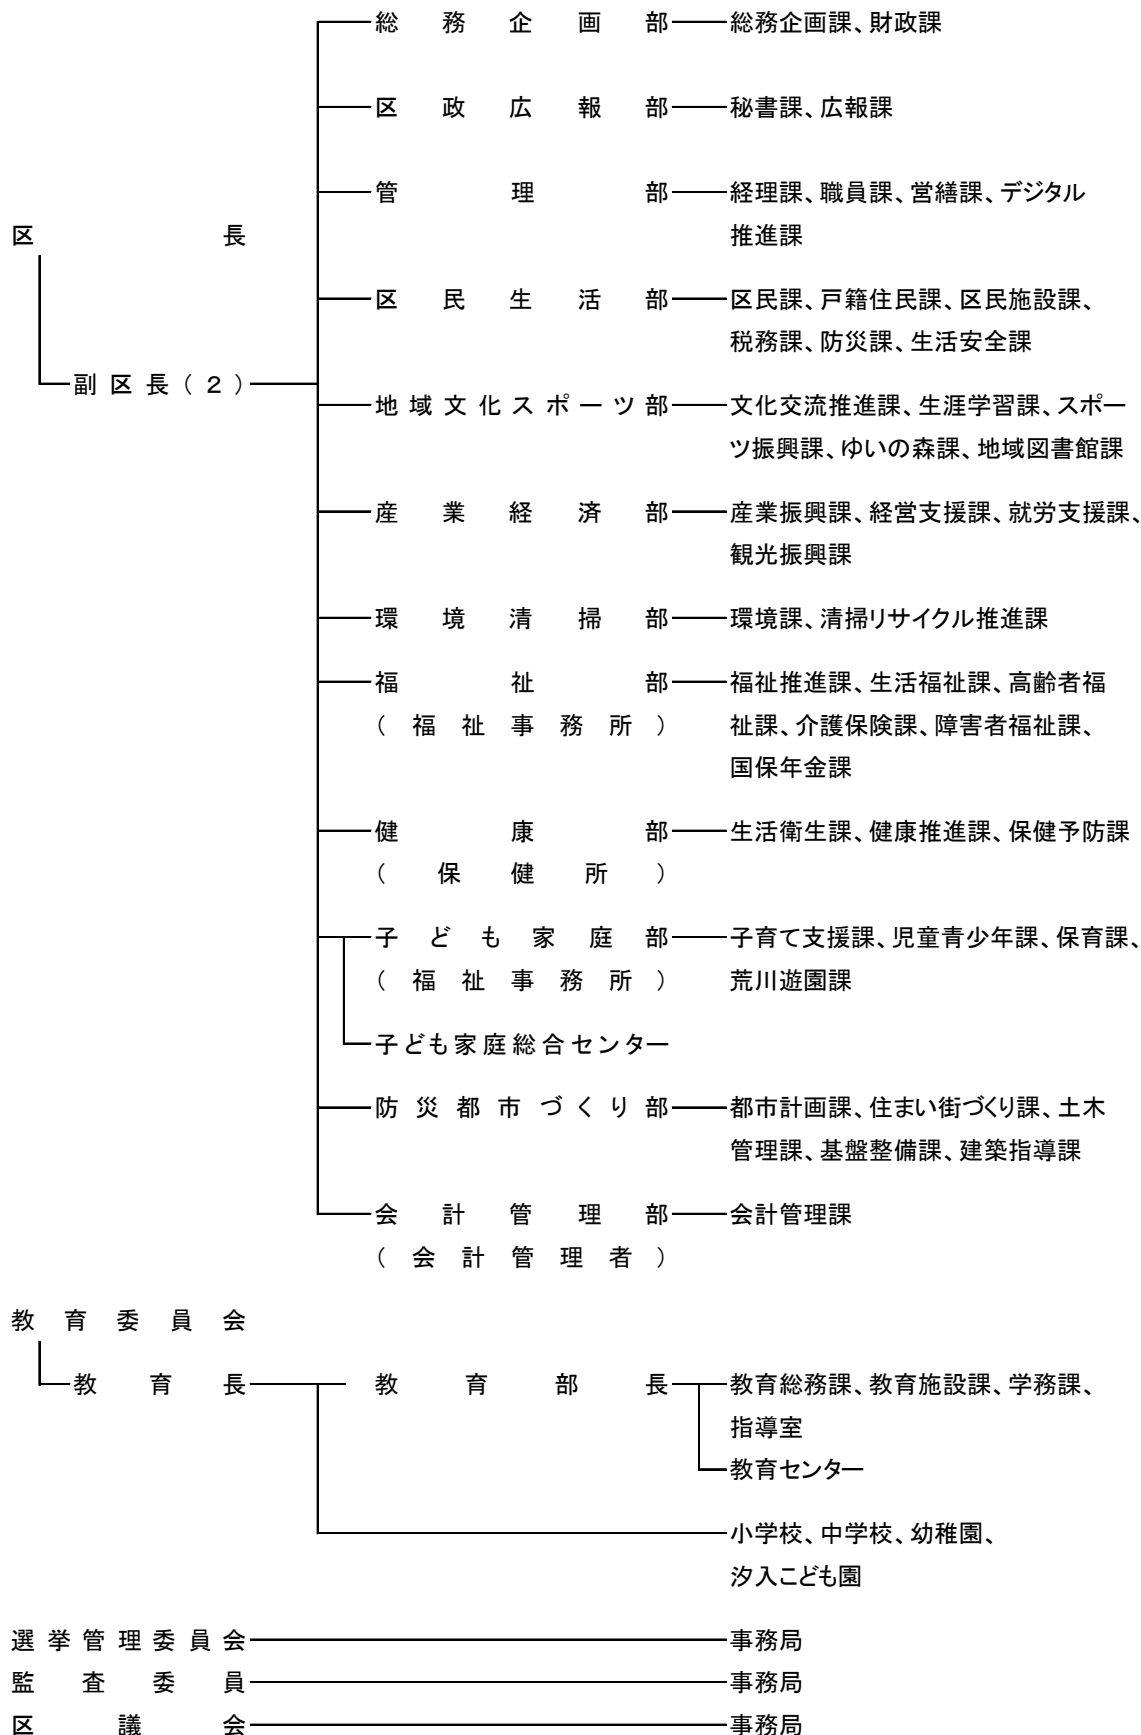 総務企画部 総務企画課、財政課
区政広報部 秘書課、広報課
管理部 経理課、職員課、営繕課、デジタル
区長 推進課
区民生活部 区民課、戸籍住民課、区民施設課、
税務課、防災課、生活安全課
副区長(2)
地域文化スポーツ部 文化交流推進課、生涯学習課、スポー
ツ振興課、ゆいの森課、地域図書館課
産業経済部 産業振興課、経営支援課、就労支援課、
観光振興課
環境清掃部 環境課、清掃リサイクル推進課
福祉部 福祉推進課、生活福祉課、高齢者福
(福祉事務所) 祉課、介護保険課、障害者福祉課、
国保年金課
健康部 生活衛生課、健康推進課、保健予防課
(保健所)
子ども家庭部 子育て支援課、児童青少年課、保育課、
(福祉事務所) 荒川遊園課
子ども家庭総合センター
防災都市づくり部 都市計画課、住まい街づくり課、土木
管理課、基盤整備課、建築指導課
会計管理部 会計管理課
(会計管理者)
教育委員会
教育長 教育部長 教育総務課、教育施設課、学務課、
指導室
教育センター
小学校、中学校、幼稚園、
汐入こども園
選挙管理委員会 事務局
監査委員 事務局
区議会 事務局